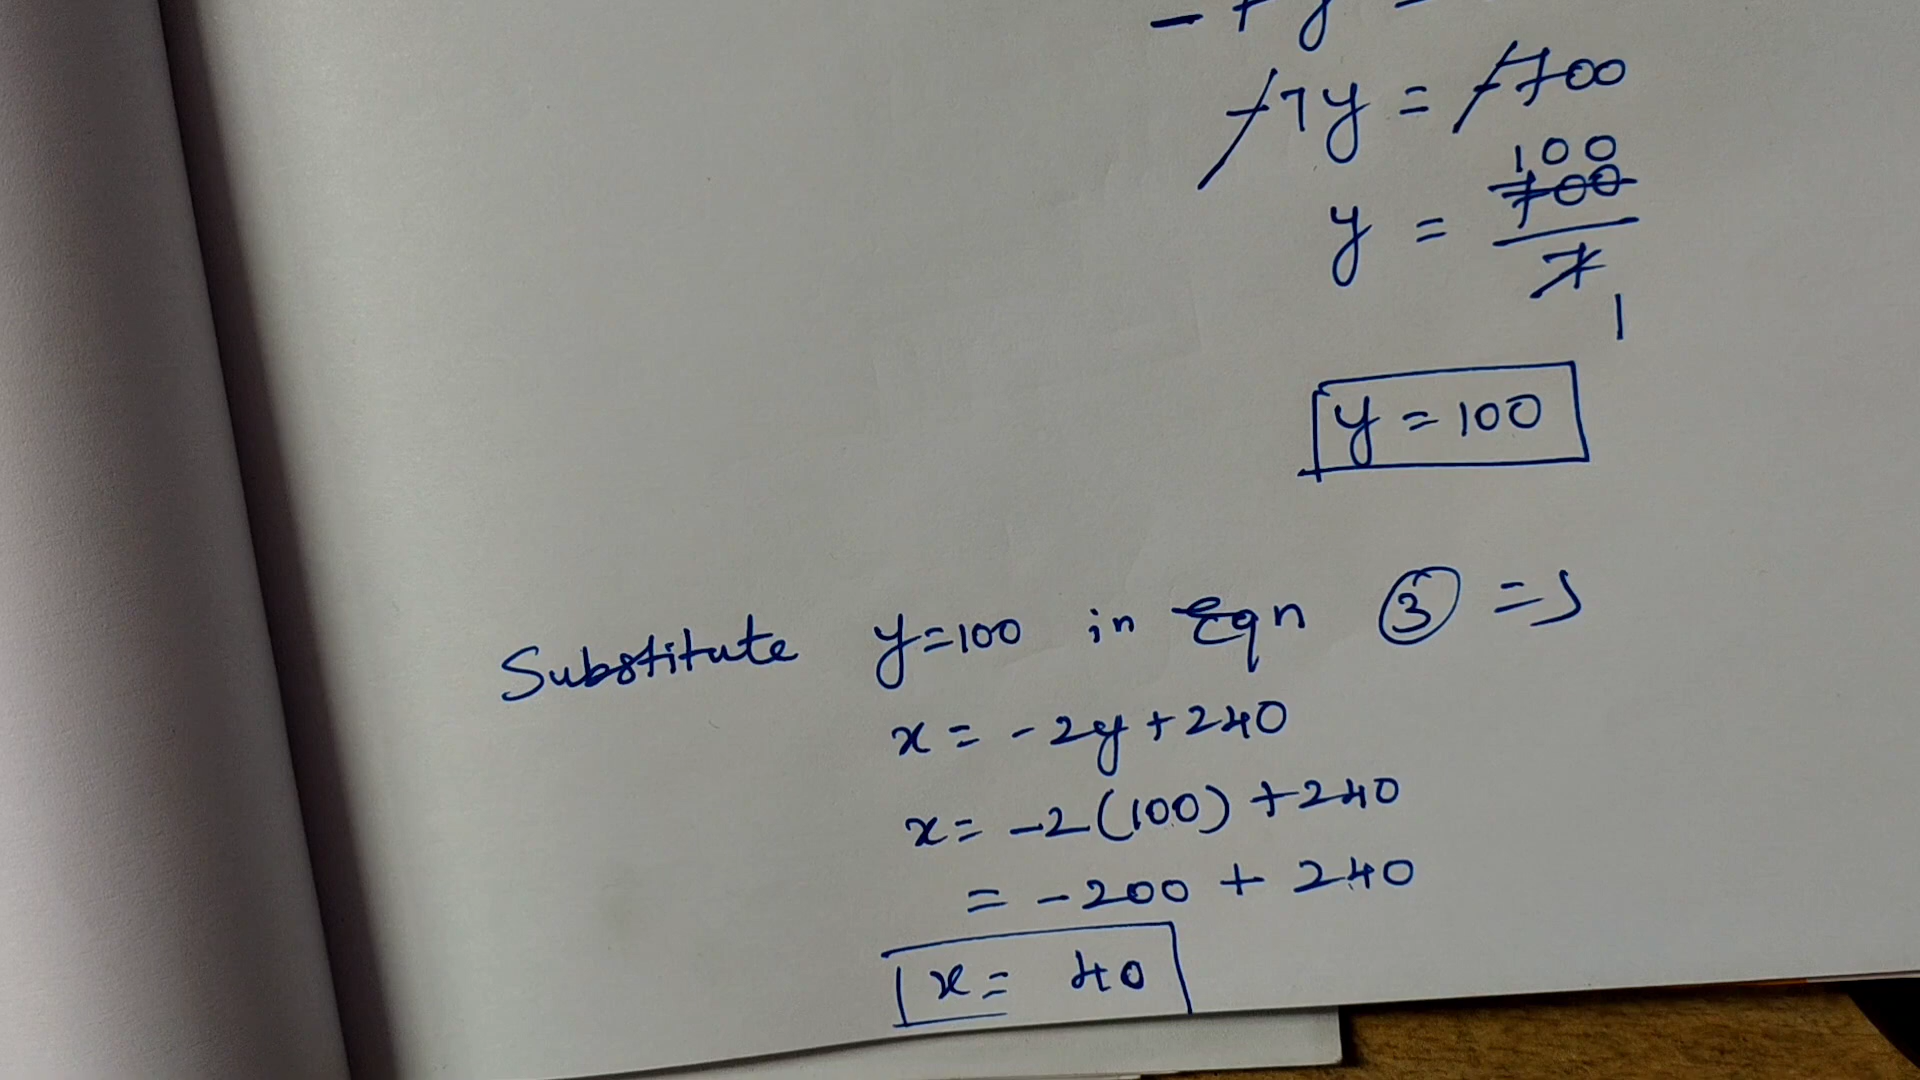 - 7y =
-7y = -700
y = 700/7
100
1
y = 100
Substitute y=100 in Eqn 3 =>
x = -2y + 240
x = -2(100) + 240
= -200 + 240
x = 40